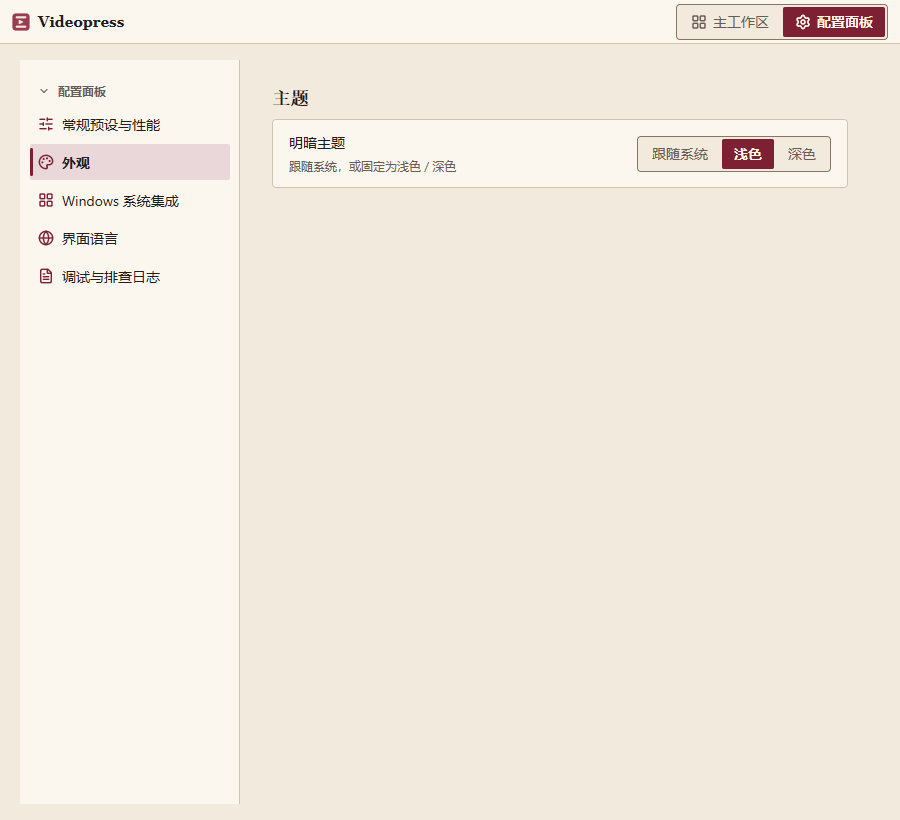 Videopress
主工作区
配置面板
配置面板
常规预设与性能
外观
Windows 系统集成
界面语言
调试与排查日志
主题
明暗主题
跟随系统，或固定为浅色 / 深色
跟随系统
浅色
深色